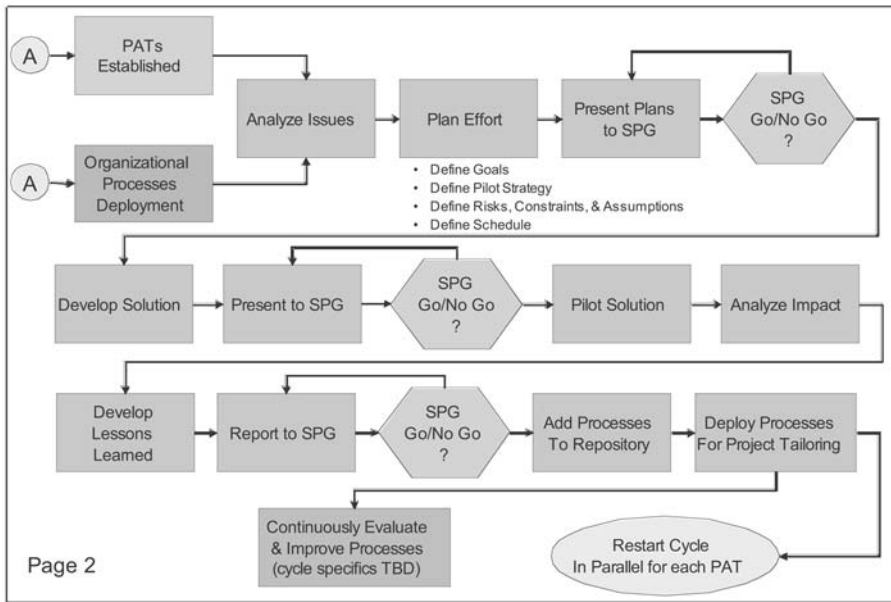 A
PATs
Established
Analyze Issues
Plan Effort
Present Plans
to SPG
SPG
Go/No Go
?
A
Organizational
Processes
Deployment
• Define Goals
• Define Pilot Strategy
• Define Risks, Constraints, & Assumptions
• Define Schedule
Develop Solution
Present to SPG
SPG
Go/No Go
?
Pilot Solution
Analyze Impact
Develop
Lessons
Learned
Report to SPG
SPG
Go/No Go
?
Add Processes
To Repository
Deploy Processes
For Project Tailoring
Continuously Evaluate
& Improve Processes
(cycle specifics TBD)
Restart Cycle
In Parallel for each PAT
Page 2